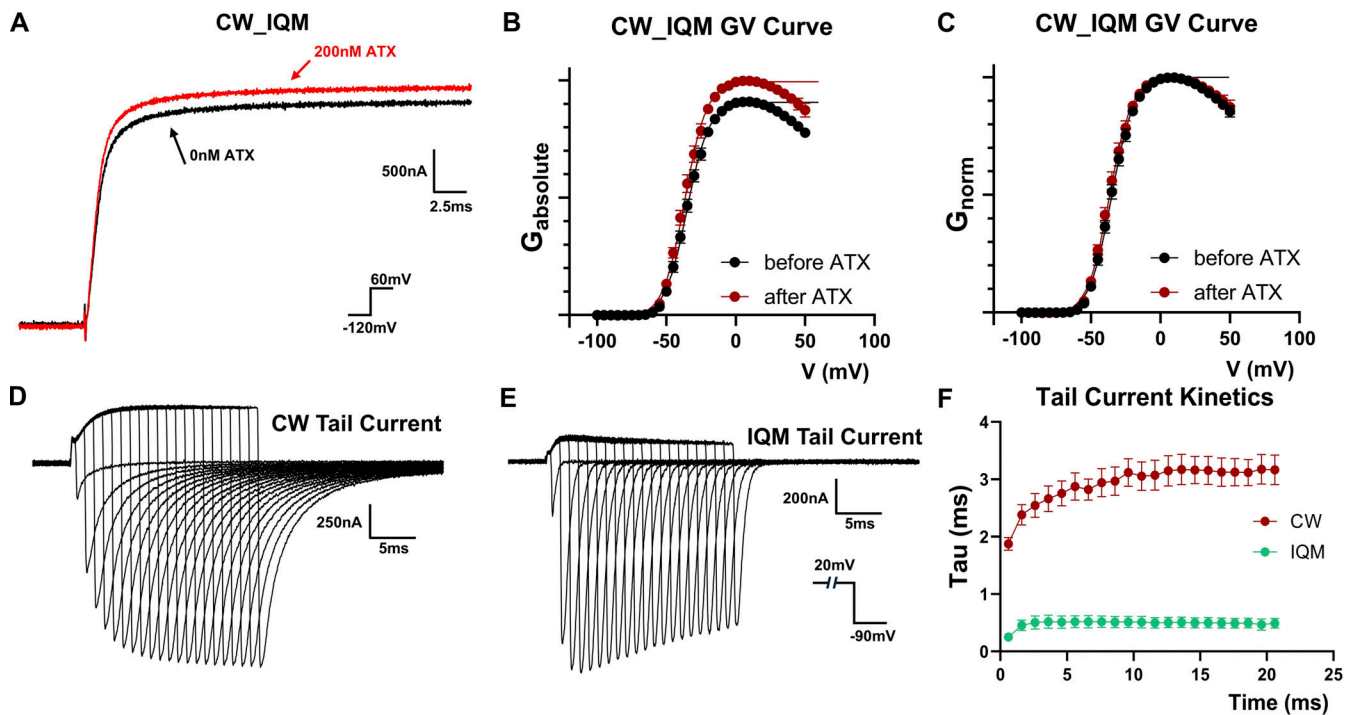 A
CW_IQM
200nM ATX
0nM ATX
500nA
2.5ms
60mV
-120mV
B
CW_IQM GV Curve
Gabsolute
before ATX
after ATX
-100
-50
0
50
100
V (mV)
C
CW_IQM GV Curve
Gnorm
before ATX
after ATX
-100
-50
0
50
100
V (mV)
D
CW Tail Current
250nA
5ms
E
IQM Tail Current
200nA
5ms
20mV
-90mV
F
Tail Current Kinetics
Tau (ms)
4
3
2
1
0
CW
IQM
0
5
10
15
20
25
Time (ms)